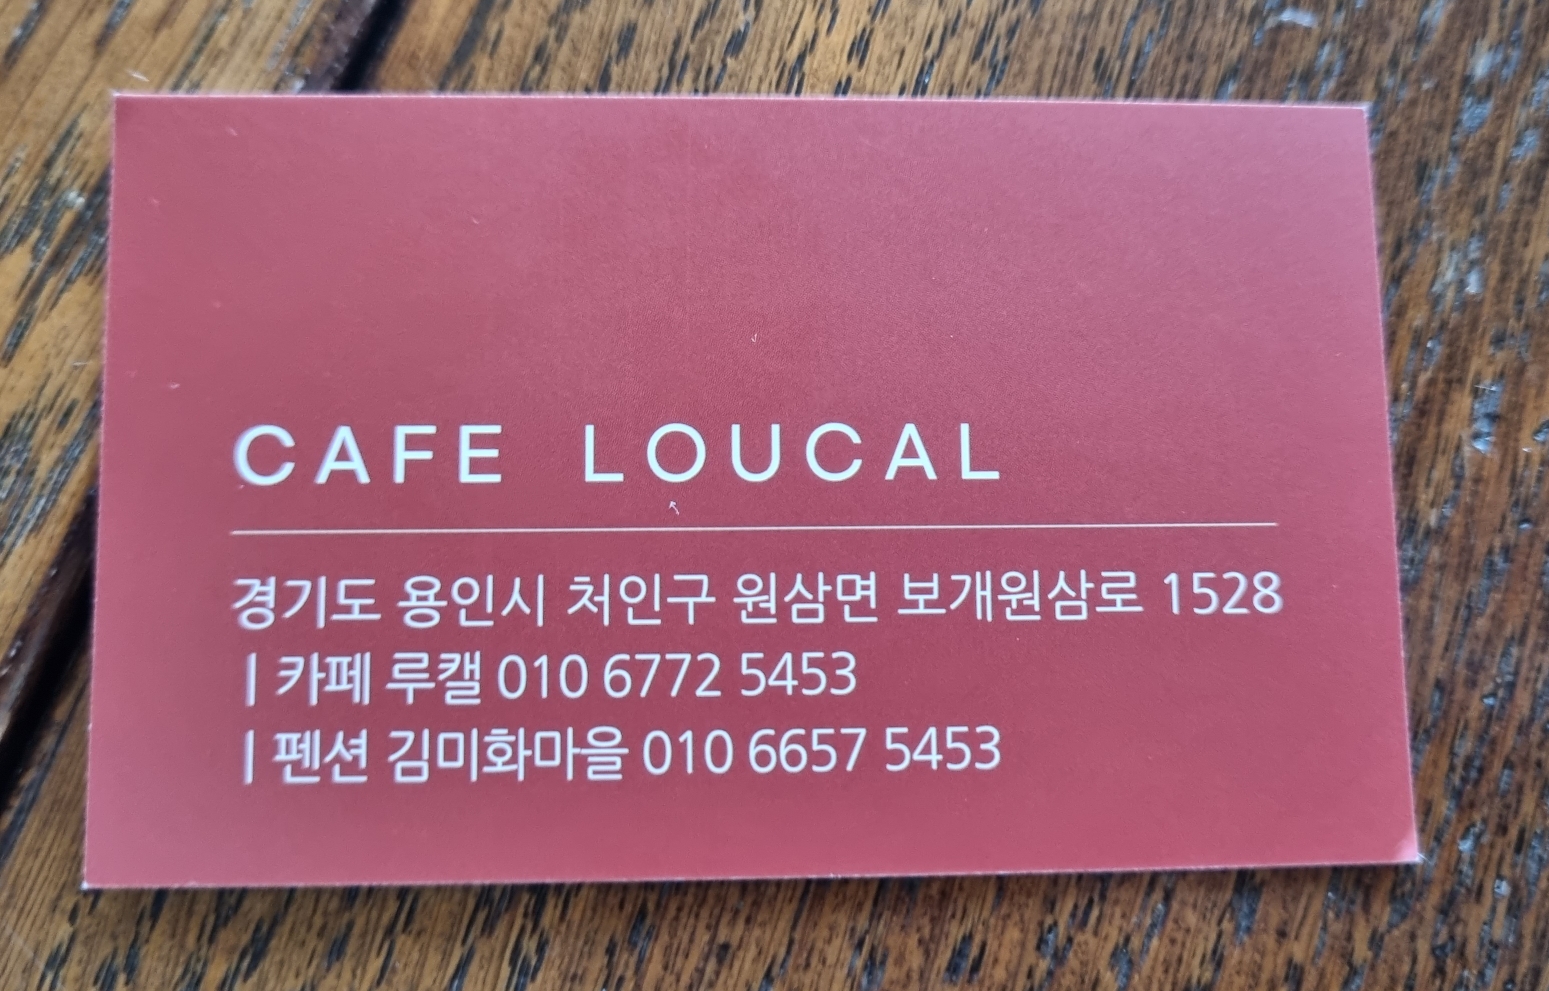 CAFE LOUCAL
경기도 용인시 처인구 원삼면 보개원삼로 1528
| 카페 루캘 010 6772 5453
| 펜션 김미화마을 010 6657 5453